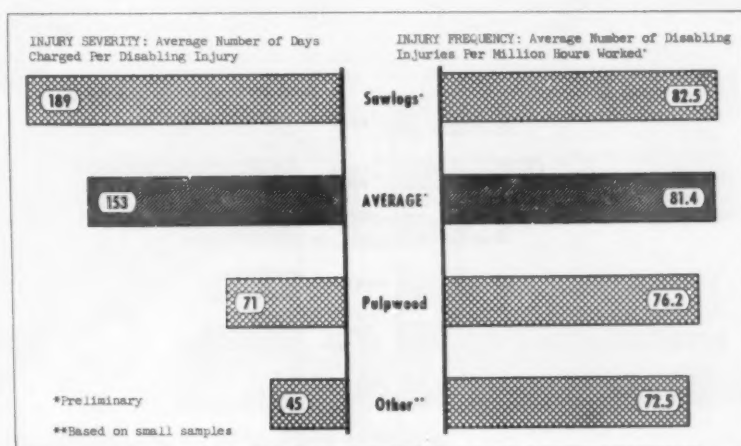 INJURY SEVERITY: Average Number of Days
Charged Per Disabling Injury
INJURY FREQUENCY: Average Number of Disabling
Injuries Per Million Hours Worked*
189
Sawlogs*
82.5
153
AVERAGE*
81.4
71
Pulpwood
76.2
45
Other**
72.5
*Preliminary
**Based on small samples